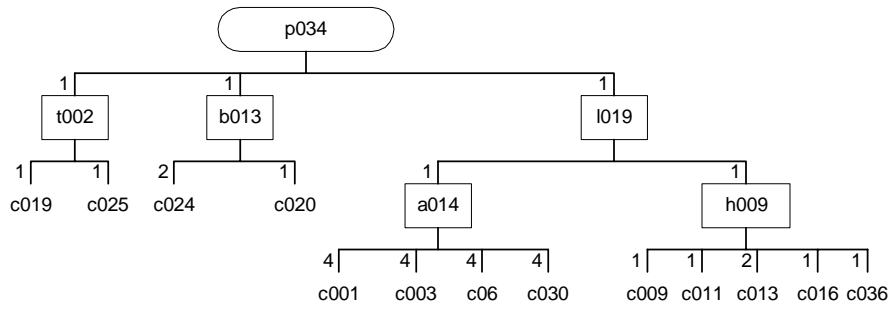 p034
1 1 1
t002 b013 l019
1 1 2 1 1 1
c019 c025 c024 c020 a014 h009
4 4 4 4 1 1 2 1 1
c001 c003 c06 c030 c009 c011 c013 c016 c036